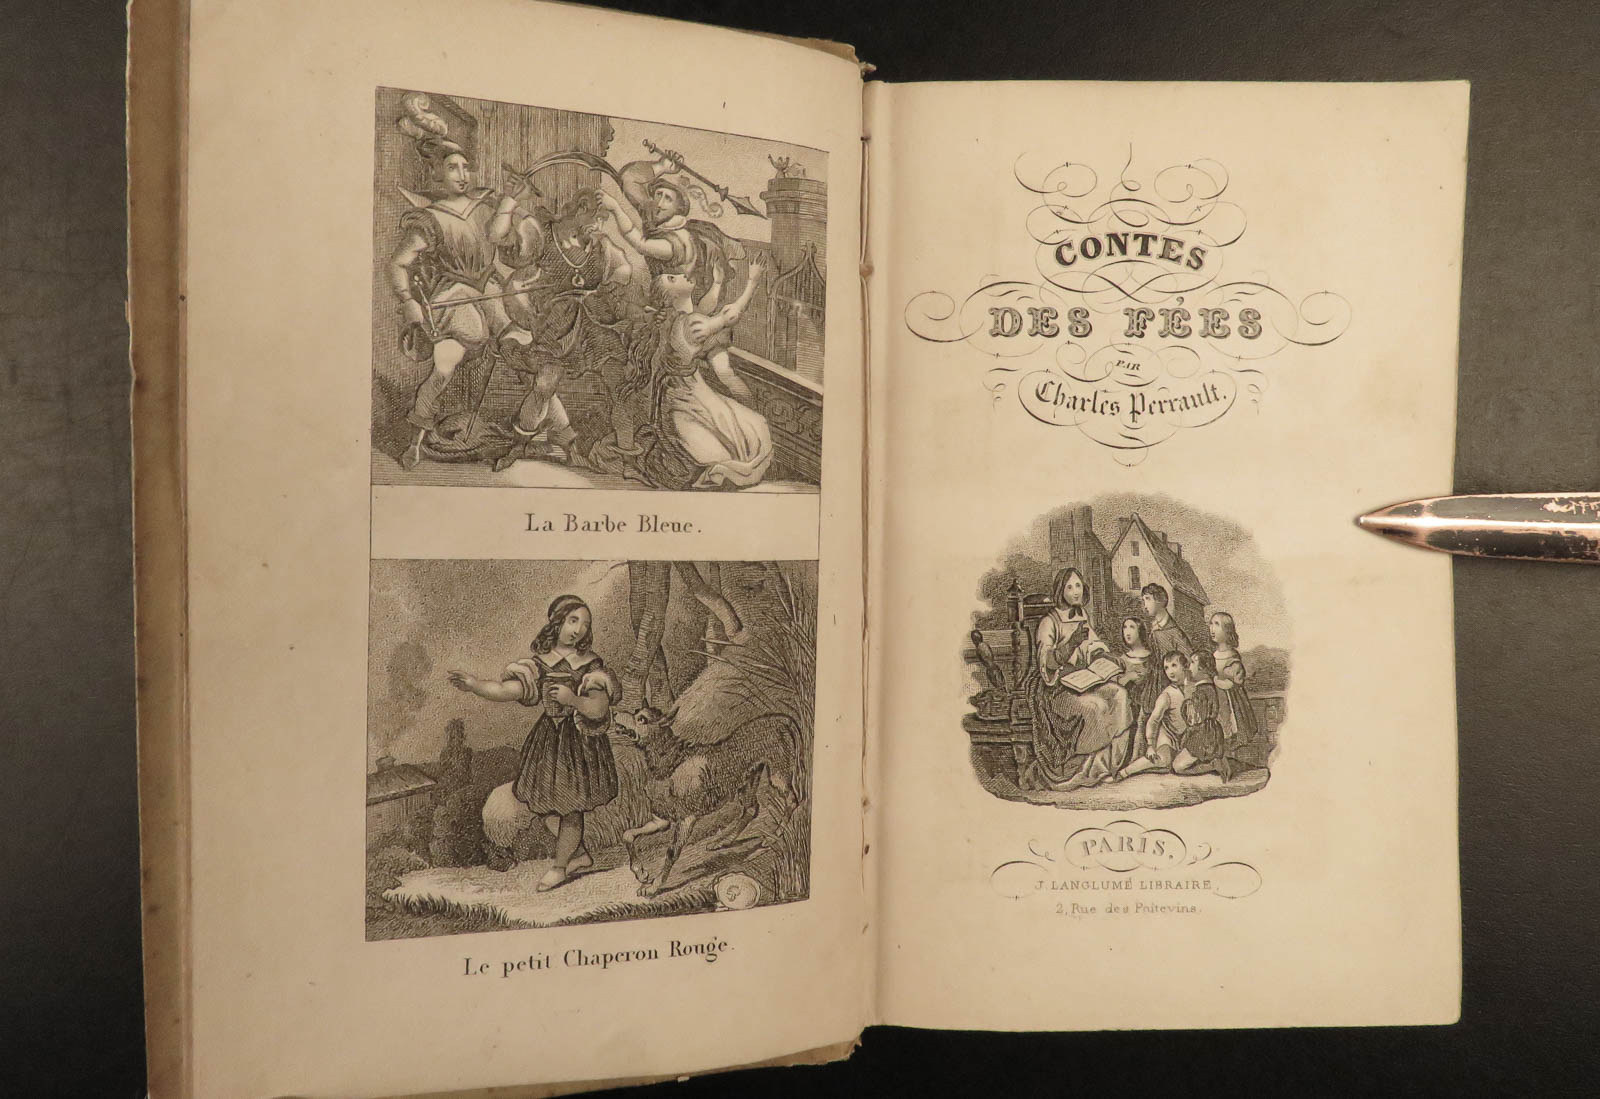 La Barbe Bleue.
Le petit Chaperon Rouge.
CONTES
DES FÉES
PAR
Charles Perrault.
PARIS,
J. LANGLUMÉ LIBRAIRE,
2, Rue des Poitevins.